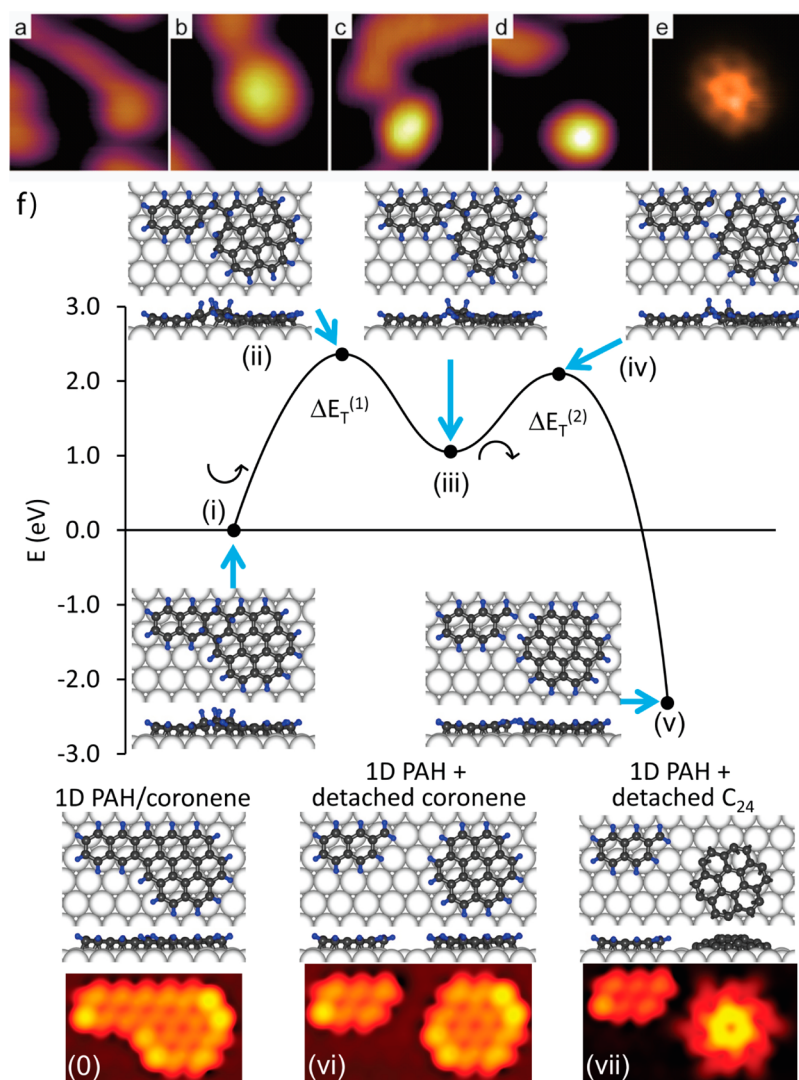 a b c d e
f)
3.0
(ii)
2.0
(iv)
ΔE_T^(1) ΔE_T^(2)
1.0
(iii)
(i)
0.0
E (eV)
-1.0
-2.0
(v)
-3.0
1D PAH/coronene
1D PAH +
detached coronene
1D PAH +
detached C₂₄
(0) (vi) (vii)